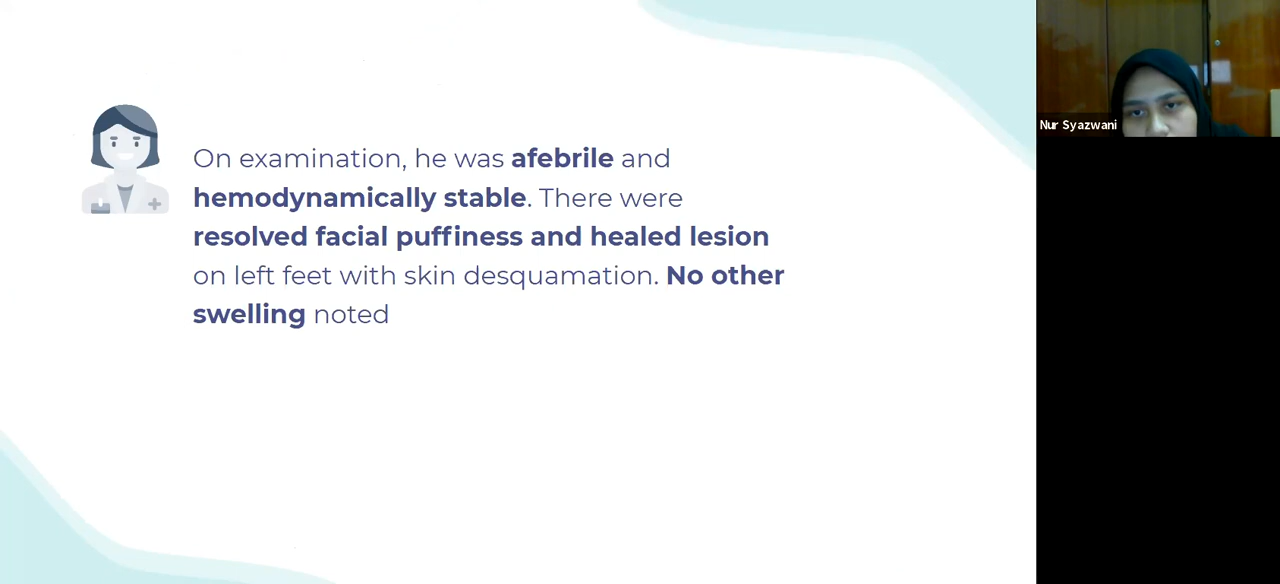 On examination, he was afebrile and
hemodynamically stable. There were
resolved facial puffiness and healed lesion
on left feet with skin desquamation. No other
swelling noted
Nur Syazwani